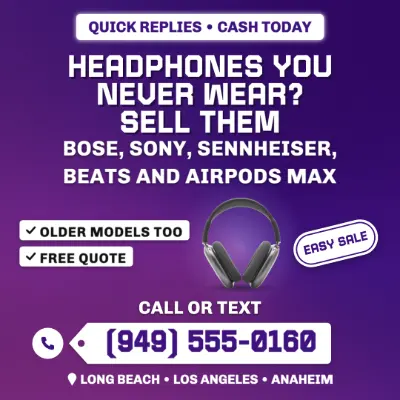 QUICK REPLIES • CASH TODAY
HEADPHONES YOU
NEVER WEAR?
SELL THEM
BOSE, SONY, SENNHEISER,
BEATS AND AIRPODS MAX
✓ OLDER MODELS TOO
✓ FREE QUOTE
EASY SALE
CALL OR TEXT
(949) 555-0160
LONG BEACH • LOS ANGELES • ANAHEIM